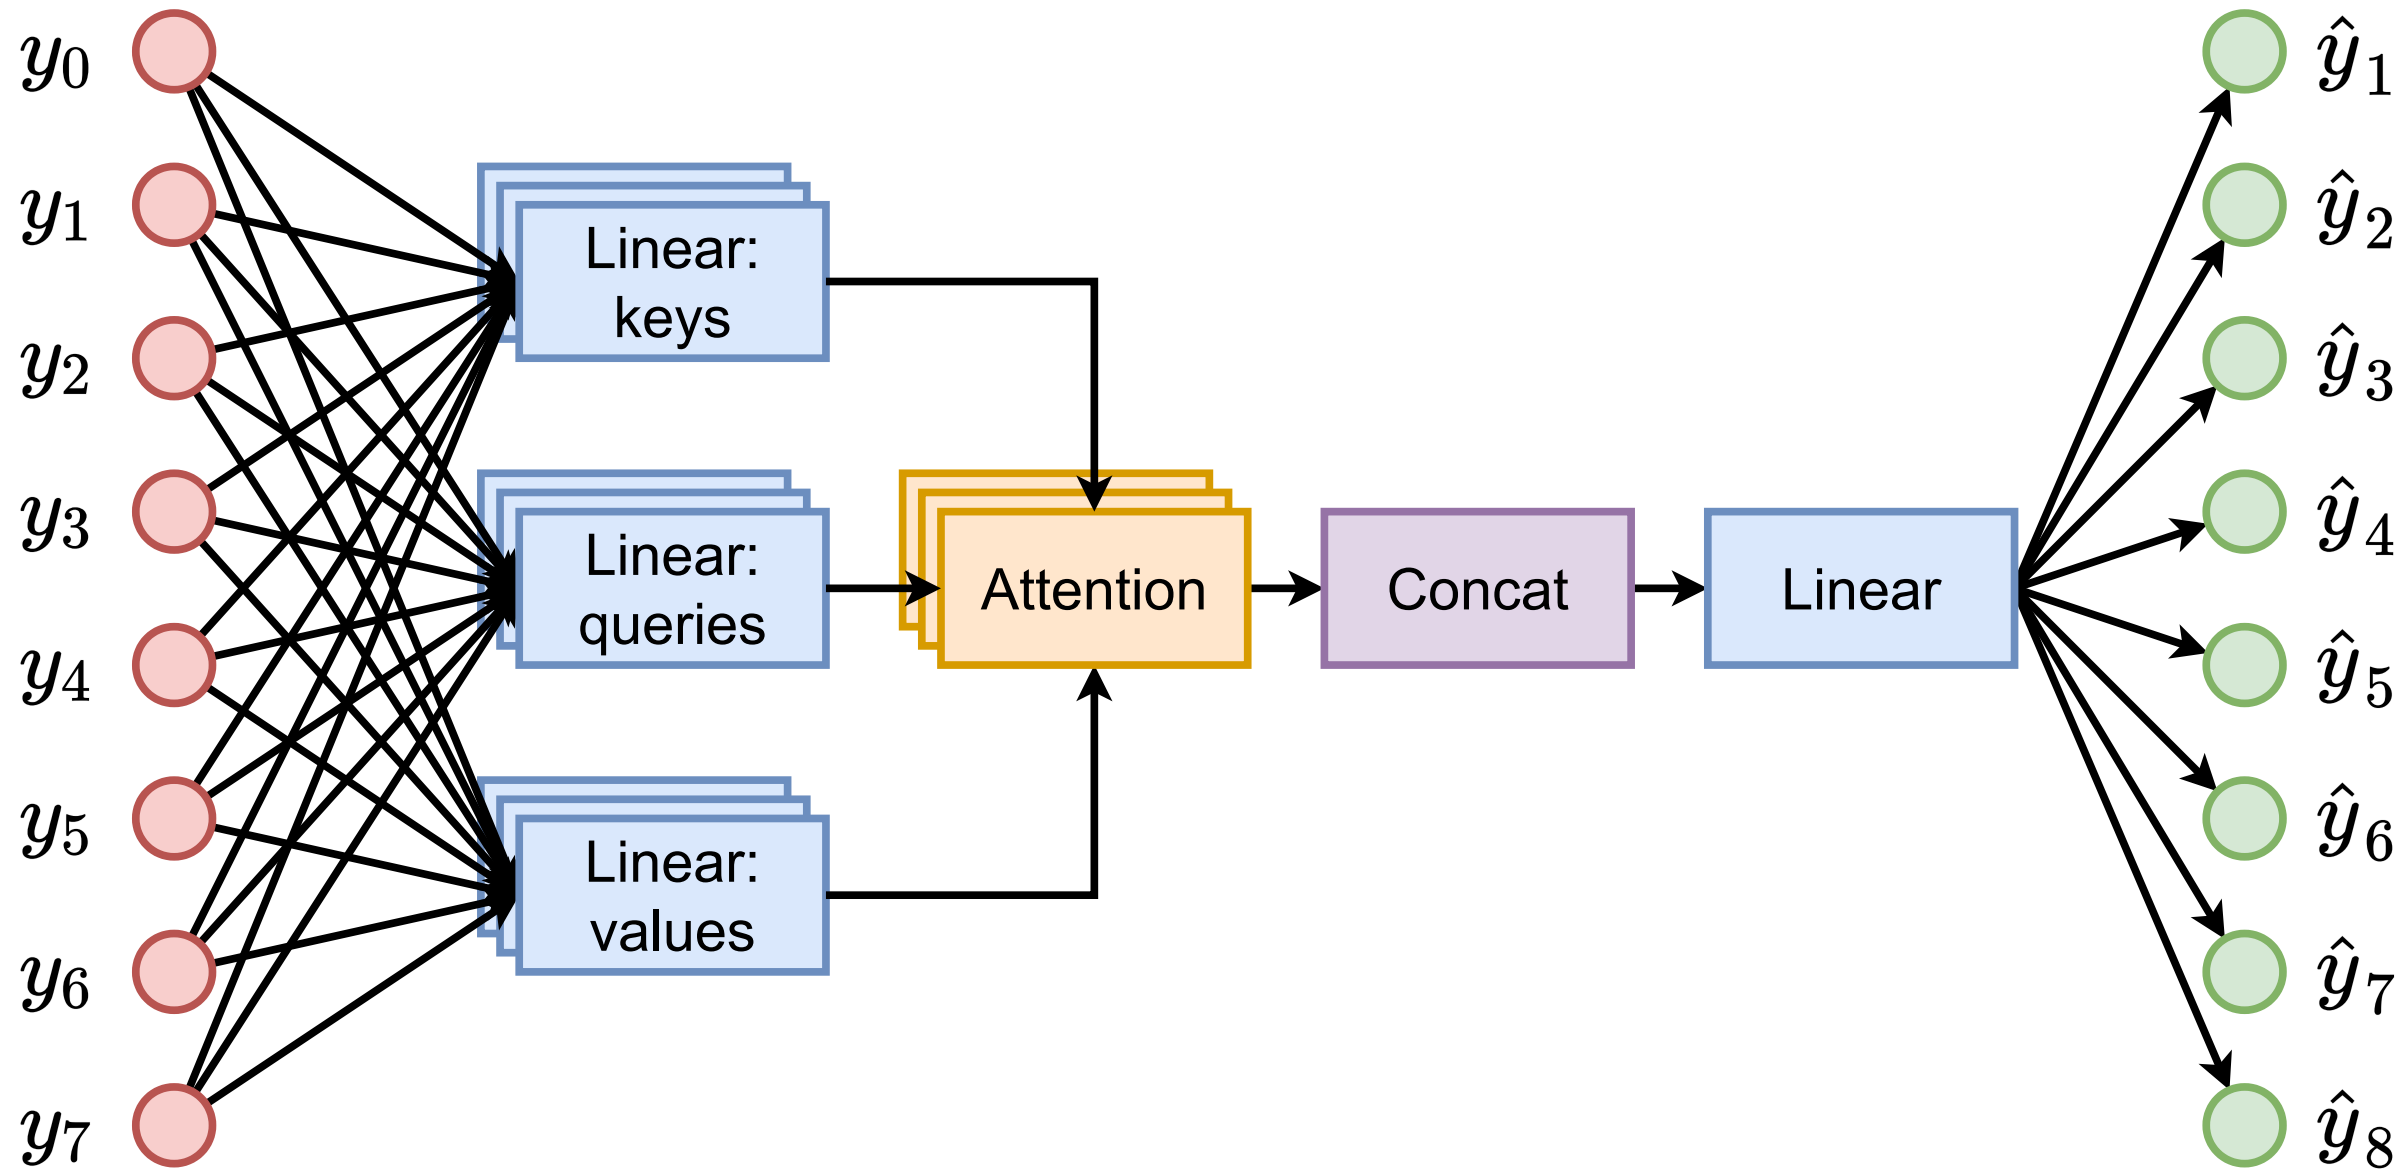 y0
y1
y2
y3
y4
y5
y6
y7
Linear:
keys
Linear:
queries
Linear:
values
Attention
Concat
Linear
ŷ1
ŷ2
ŷ3
ŷ4
ŷ5
ŷ6
ŷ7
ŷ8